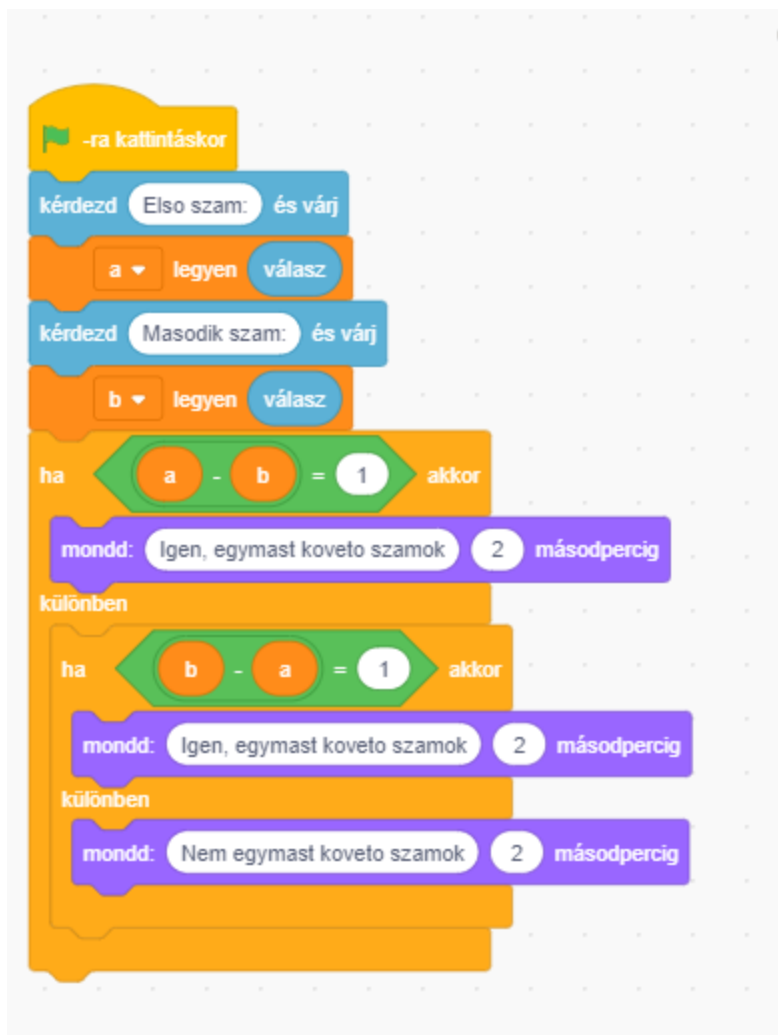 -ra kattintáskor
kérdezd Elso szam: és várj
a legyen válasz
kérdezd Masodik szam: és várj
b legyen válasz
ha a - b = 1 akkor
mondd: Igen, egymast koveto szamok 2 másodpercig
különben
ha b - a = 1 akkor
mondd: Igen, egymast koveto szamok 2 másodpercig
különben
mondd: Nem egymast koveto szamok 2 másodpercig